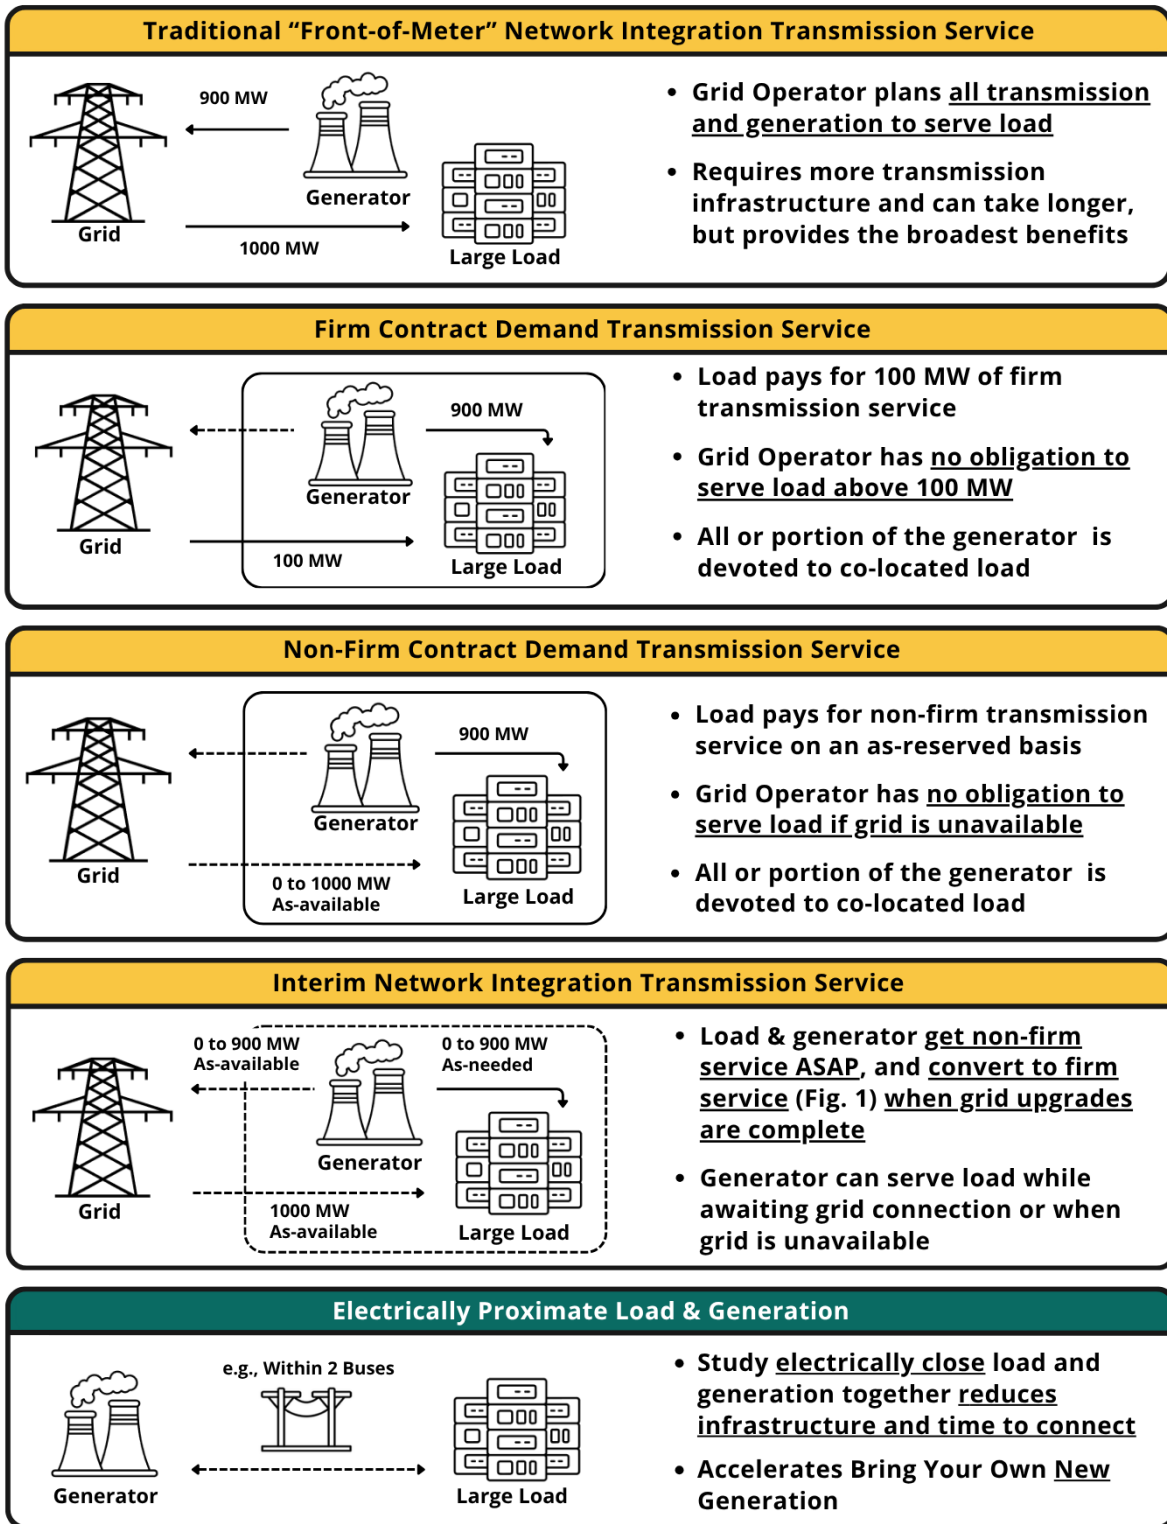 Traditional “Front-of-Meter” Network Integration Transmission Service
900 MW
Generator
Grid
1000 MW
Large Load
• Grid Operator plans all transmission
and generation to serve load
• Requires more transmission
infrastructure and can take longer,
but provides the broadest benefits
Firm Contract Demand Transmission Service
900 MW
Generator
Grid
100 MW
Large Load
• Load pays for 100 MW of firm
transmission service
• Grid Operator has no obligation to
serve load above 100 MW
• All or portion of the generator is
devoted to co-located load
Non-Firm Contract Demand Transmission Service
900 MW
Generator
Grid
0 to 1000 MW
As-available
Large Load
• Load pays for non-firm transmission
service on an as-reserved basis
• Grid Operator has no obligation to
serve load if grid is unavailable
• All or portion of the generator is
devoted to co-located load
Interim Network Integration Transmission Service
0 to 900 MW
As-available
0 to 900 MW
As-needed
Generator
Grid
1000 MW
As-available
Large Load
• Load & generator get non-firm
service ASAP, and convert to firm
service (Fig. 1) when grid upgrades
are complete
• Generator can serve load while
awaiting grid connection or when
grid is unavailable
Electrically Proximate Load & Generation
e.g., Within 2 Buses
Generator
Large Load
• Study electrically close load and
generation together reduces
infrastructure and time to connect
• Accelerates Bring Your Own New
Generation